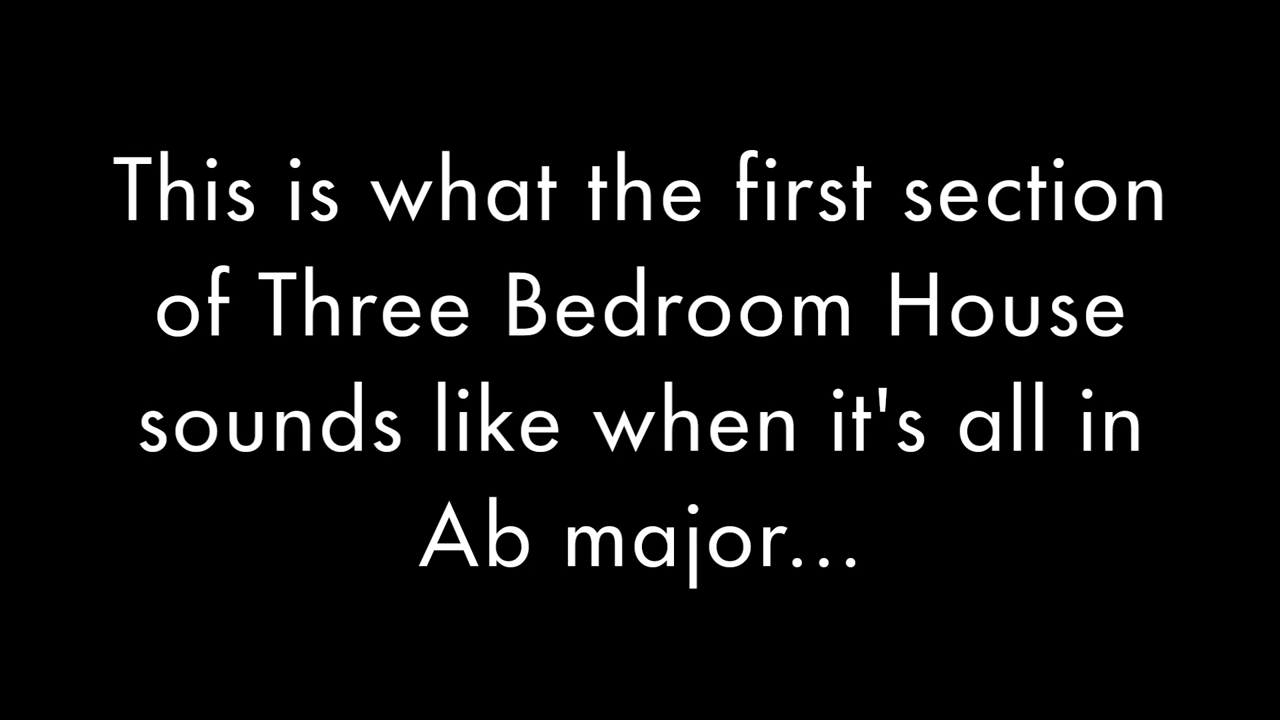 This is what the first section
of Three Bedroom House
sounds like when it's all in
Ab major...